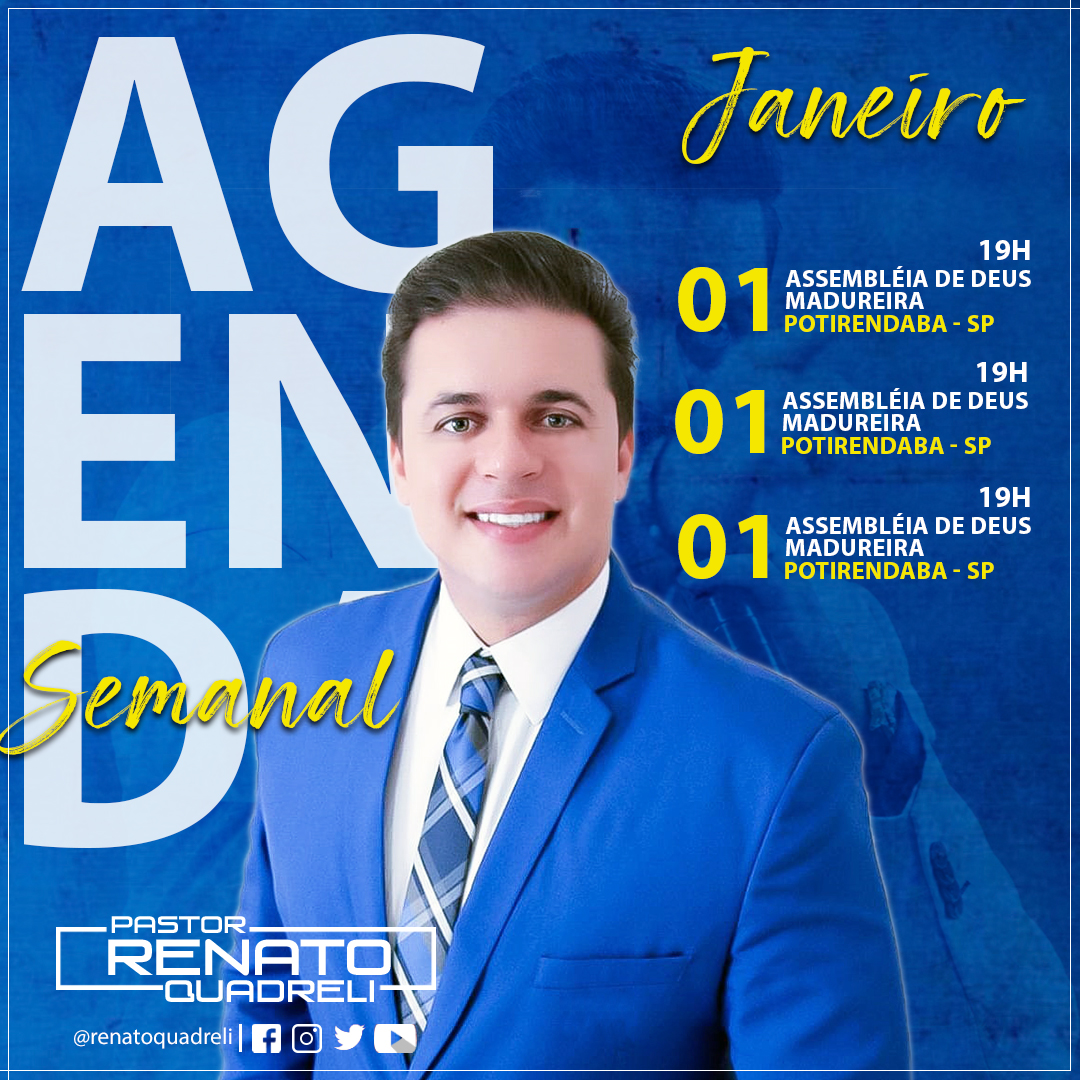 AG
EN
D
Semanal
Janeiro
19H
01 ASSEMBLÉIA DE DEUS
MADUREIRA
POTIRENDABA - SP
19H
01 ASSEMBLÉIA DE DEUS
MADUREIRA
POTIRENDABA - SP
19H
01 ASSEMBLÉIA DE DEUS
MADUREIRA
POTIRENDABA - SP
PASTOR
RENATO
QUADRELI
@renatoquadreli